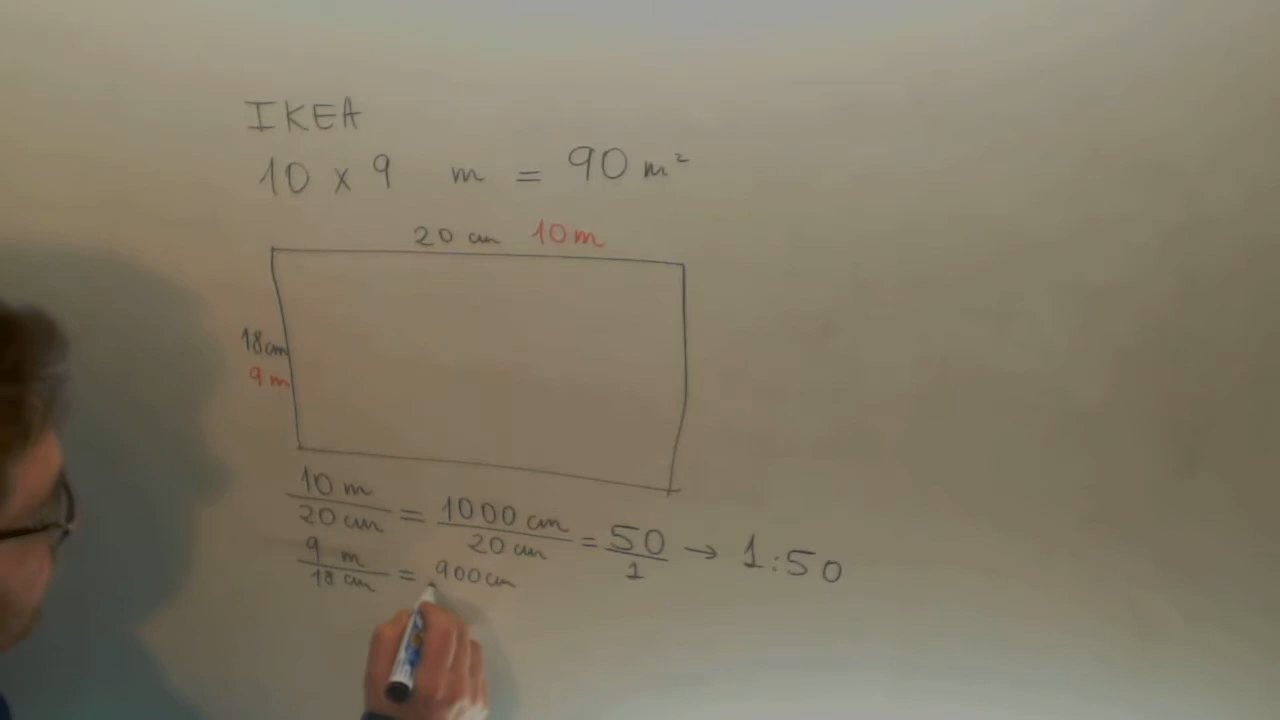 IKEA
10 x 9 m = 90 m²
20 cm 10 m
18 cm
9 m
10 m / 20 cm = 1000 cm / 20 cm = 50 / 1 → 1:50
9 m / 18 cm = 900 cm